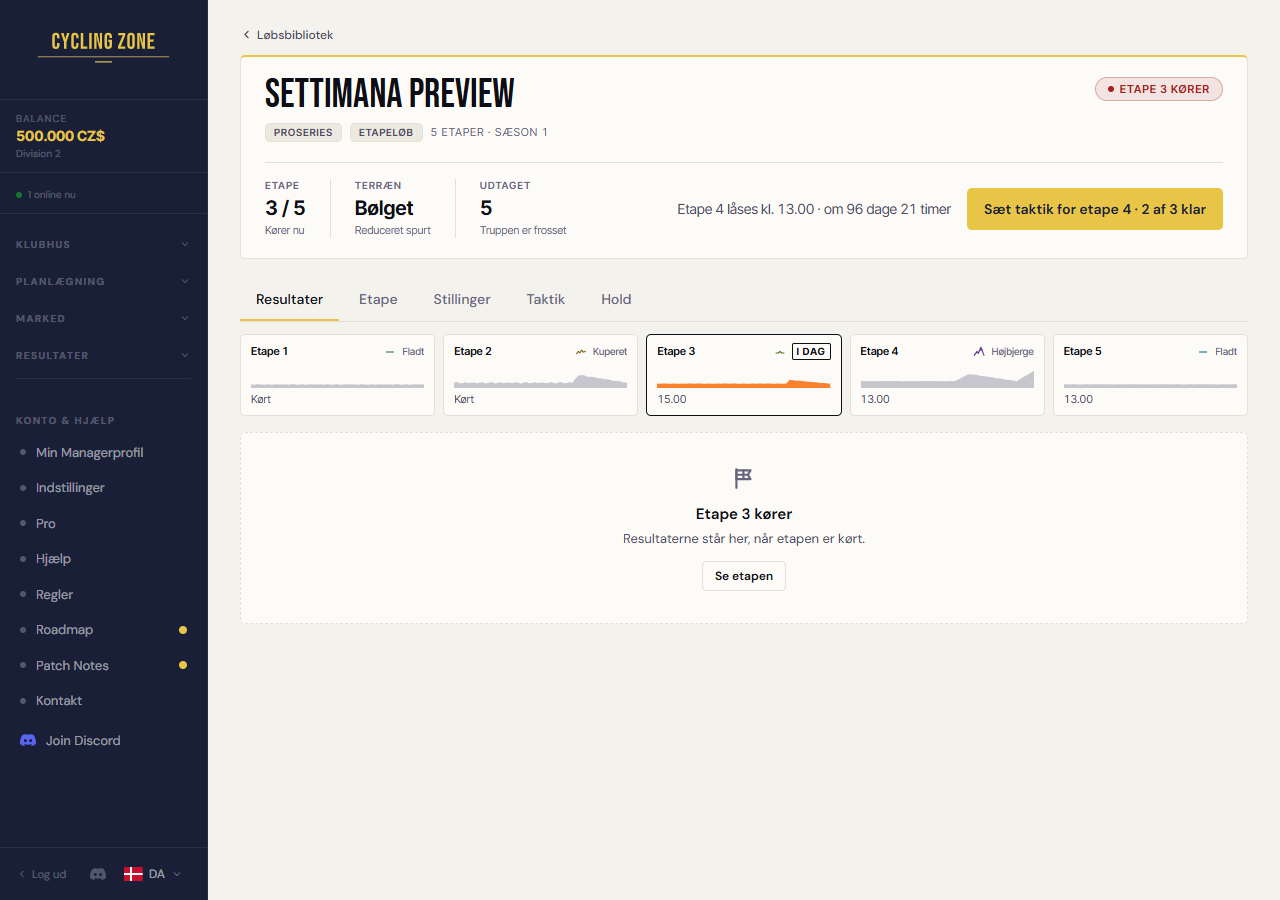 CYCLING ZONE
BALANCE
500.000 CZ$
Division 2
1 online nu
KLUBHUS
PLANLÆGNING
MARKED
RESULTATER
KONTO & HJÆLP
Min Managerprofil
Indstillinger
Pro
Hjælp
Regler
Roadmap
Patch Notes
Kontakt
Join Discord
Log ud
DA
Løbsbibliotek
SETTIMANA PREVIEW
ETAPE 3 KØRER
PROSERIES ETAPELØB 5 ETAPER · SÆSON 1
ETAPE
3 / 5
Kører nu
TERRÆN
Bølget
Reduceret spurt
UDTAGET
5
Truppen er frosset
Etape 4 låses kl. 13.00 · om 96 dage 21 timer
Sæt taktik for etape 4 · 2 af 3 klar
Resultater Etape Stillinger Taktik Hold
Etape 1 Fladt
Kørt
Etape 2 Kuperet
Kørt
Etape 3 I DAG
15.00
Etape 4 Højbjerge
13.00
Etape 5 Fladt
13.00
Etape 3 kører
Resultaterne står her, når etapen er kørt.
Se etapen